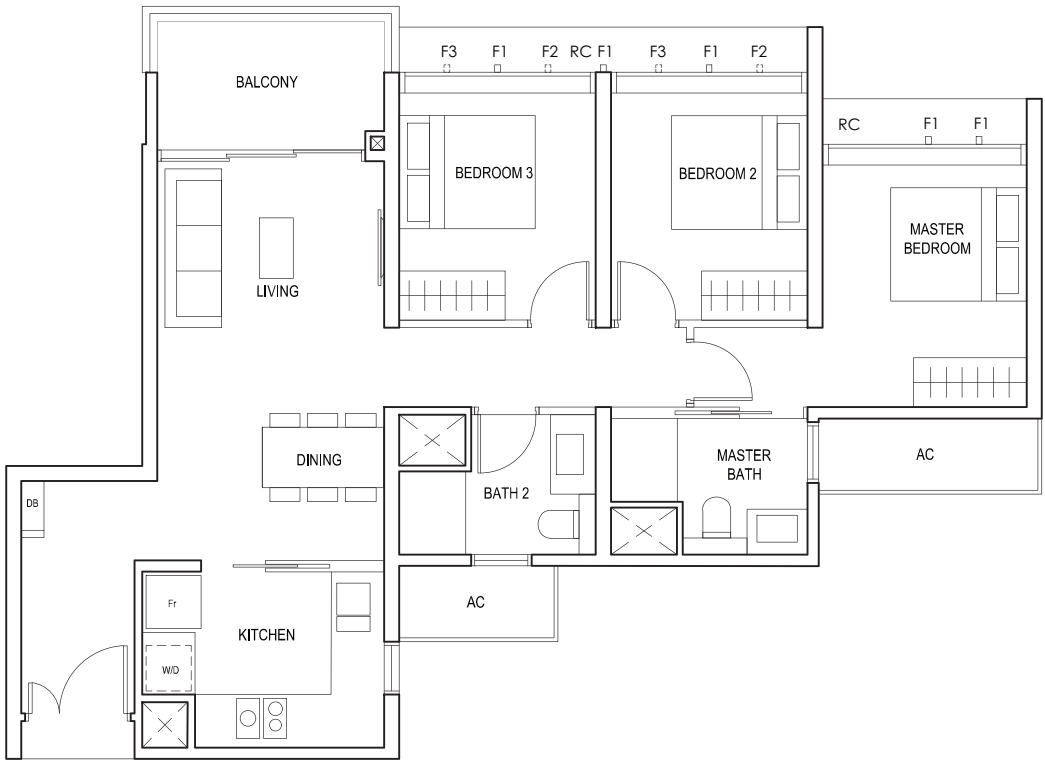 F3 F1 F2 RC F1 F3 F1 F2
BALCONY
RC F1 F1
BEDROOM 3
BEDROOM 2
MASTER
BEDROOM
LIVING
DINING
MASTER
BATH
AC
BATH 2
DB
Fr
AC
KITCHEN
W/D